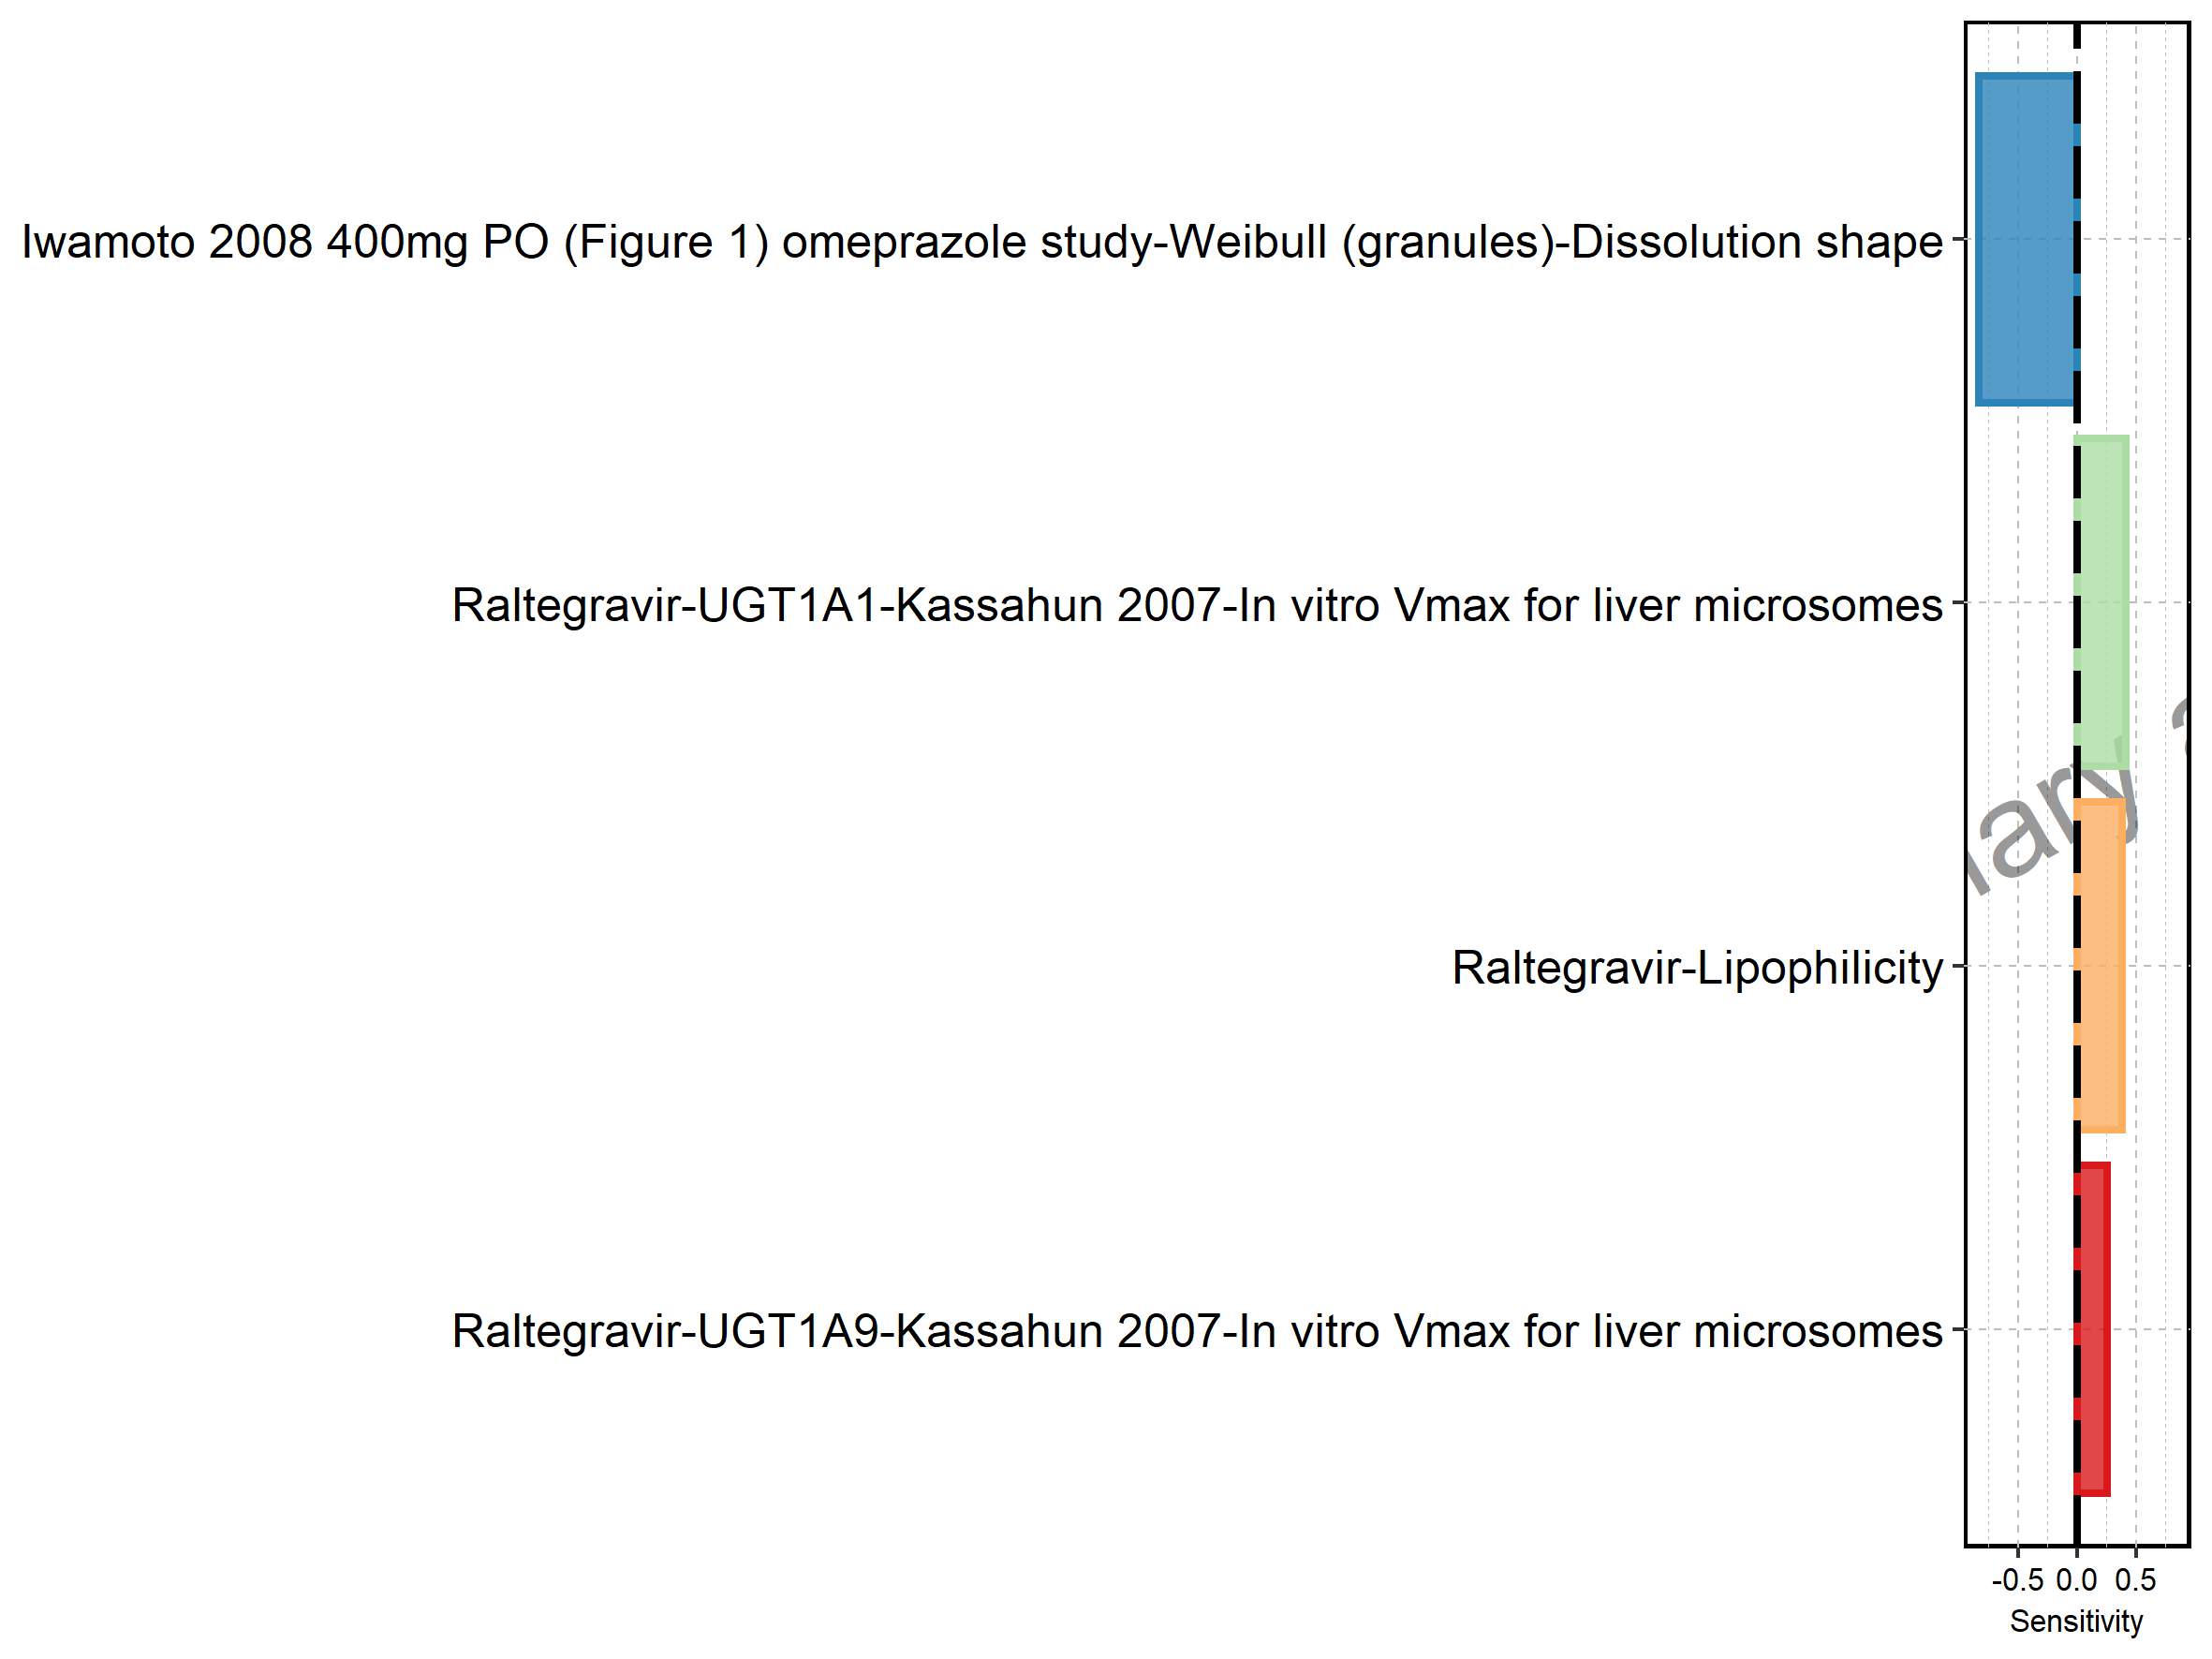 Iwamoto 2008 400mg PO (Figure 1) omeprazole study-Weibull (granules)-Dissolution shape
Raltegravir-UGT1A1-Kassahun 2007-In vitro Vmax for liver microsomes
Raltegravir-Lipophilicity
Raltegravir-UGT1A9-Kassahun 2007-In vitro Vmax for liver microsomes
-0.5 0.0 0.5
Sensitivity